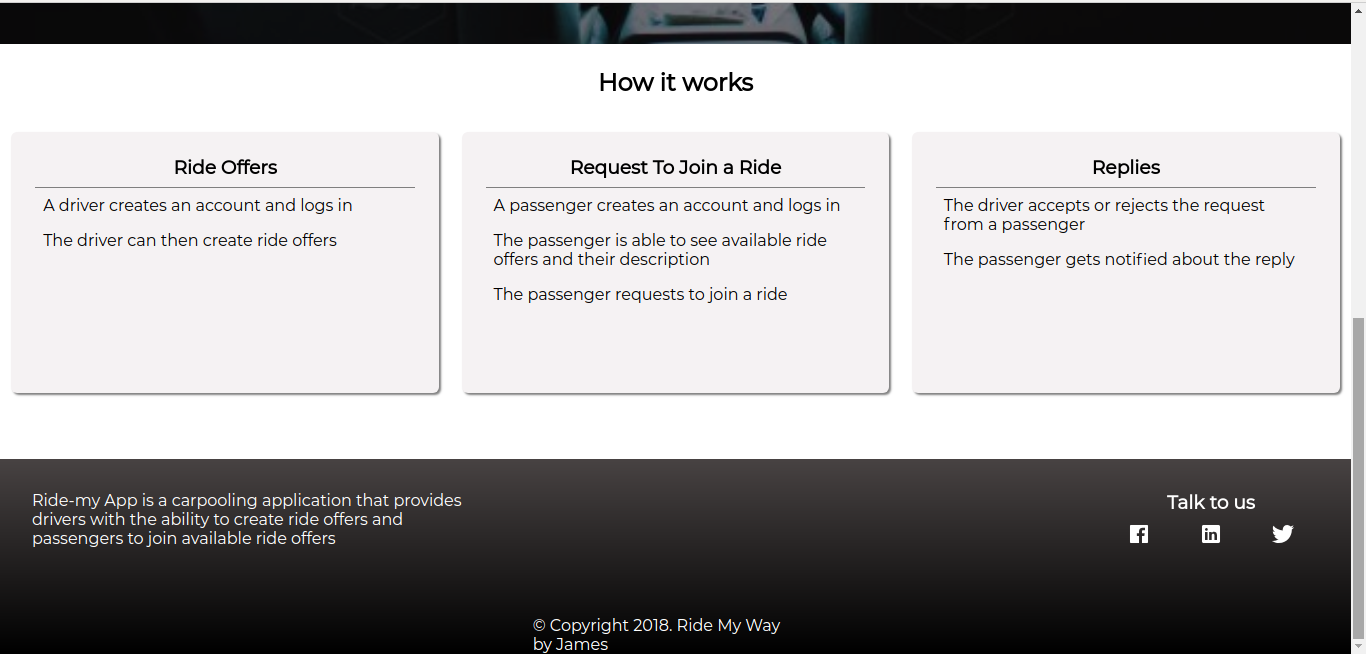 How it works
Ride Offers
A driver creates an account and logs in
The driver can then create ride offers
Request To Join a Ride
A passenger creates an account and logs in
The passenger is able to see available ride
offers and their description
The passenger requests to join a ride
Replies
The driver accepts or rejects the request
from a passenger
The passenger gets notified about the reply
Ride-my App is a carpooling application that provides
drivers with the ability to create ride offers and
passengers to join available ride offers
Talk to us
© Copyright 2018. Ride My Way
by James